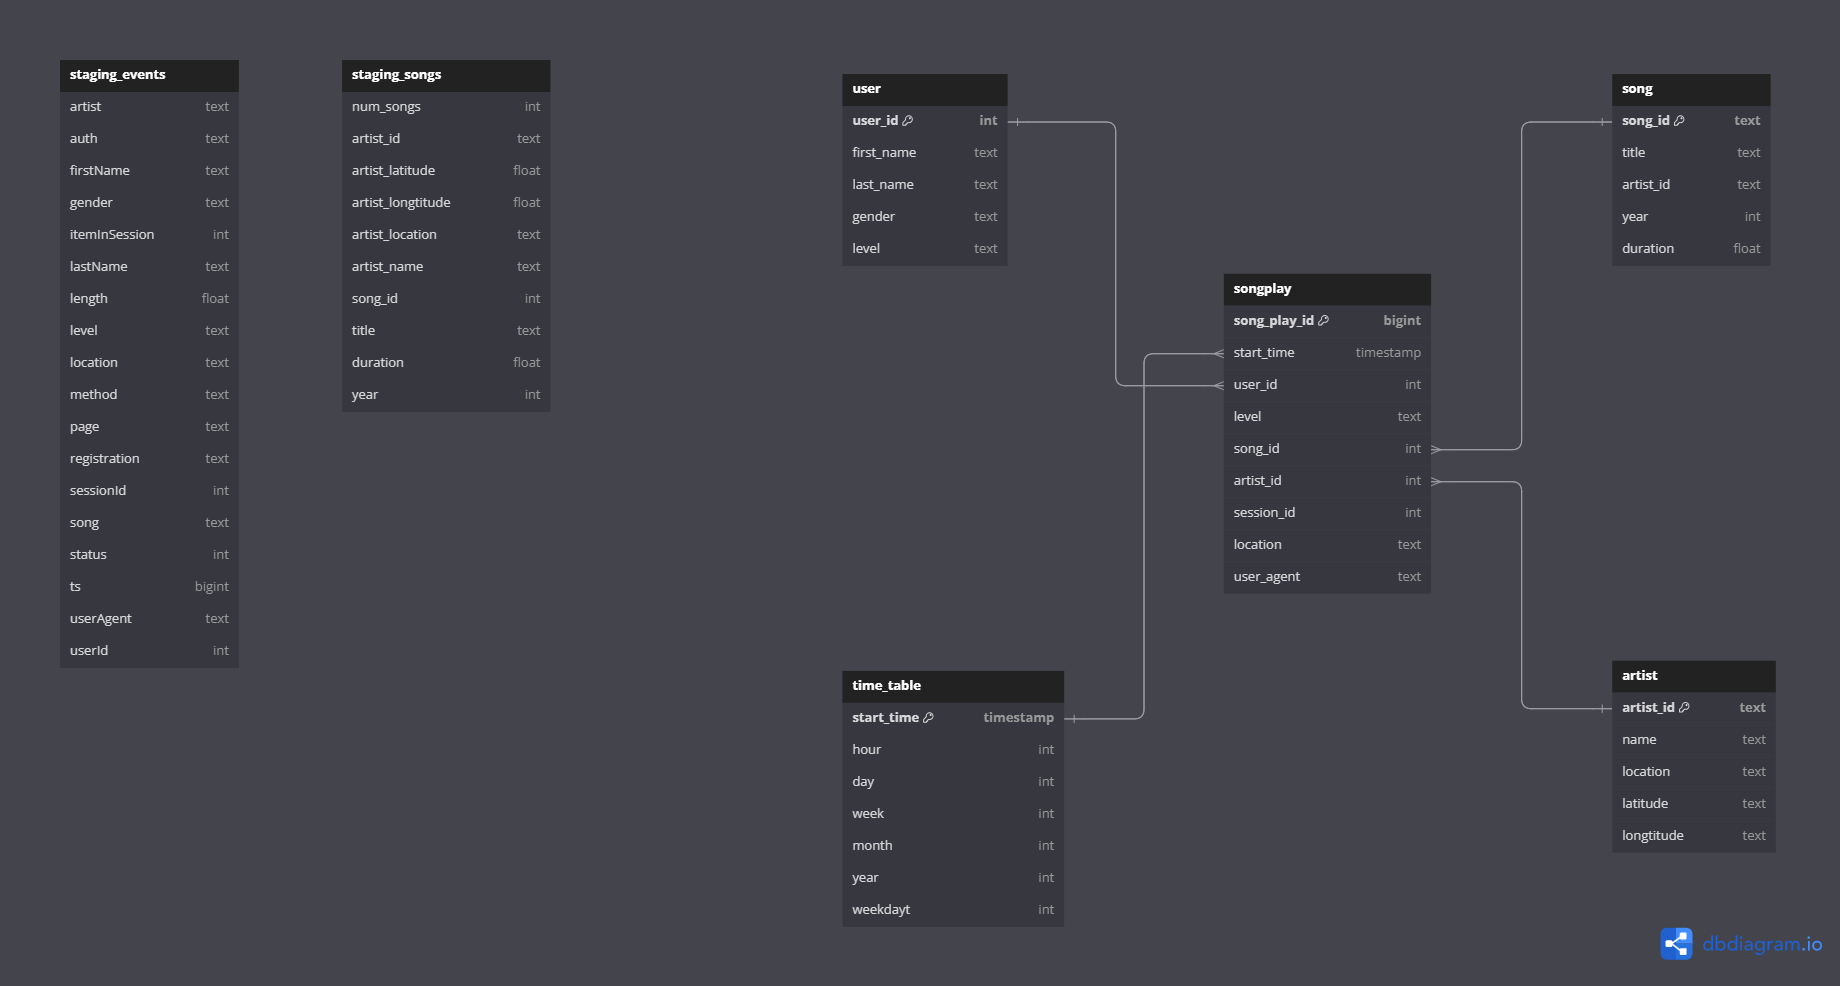 staging_events
artist text
auth text
firstName text
gender text
itemInSession int
lastName text
length float
level text
location text
method text
page text
registration text
sessionId int
song text
status int
ts bigint
userAgent text
userId int
staging_songs
num_songs int
artist_id text
artist_latitude float
artist_longtitude float
artist_location text
artist_name text
song_id int
title text
duration float
year int
user
user_id int
first_name text
last_name text
gender text
level text
time_table
start_time timestamp
hour int
day int
week int
month int
year int
weekdayt int
songplay
song_play_id bigint
start_time timestamp
user_id int
level text
song_id int
artist_id int
session_id int
location text
user_agent text
song
song_id text
title text
artist_id text
year int
duration float
artist
artist_id text
name text
location text
latitude text
longtitude text
dbdiagram.io